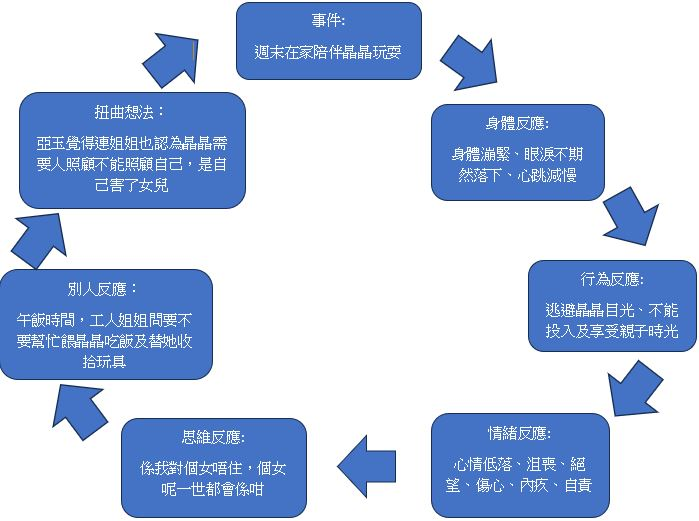 事件:
週末在家陪伴晶晶玩耍
身體反應:
身體漰緊、眼淚不期
然落下、心跳減慢
行為反應:
逃避晶晶目光、不能
投入及享受親子時光
情緒反應:
心情低落、沮喪、絕
望、傷心、內疚、自責
思維反應:
係我對個女唔住，個女
呢一世都會係咁
別人反應：
午飯時間，工人姐姐問要不
要幫忙餵晶晶吃飯及替她收
拾玩具
扭曲想法：
亞玉覺得連姐姐也認為晶晶需
要人照顧不能照顧自己，是自
己害了女兒